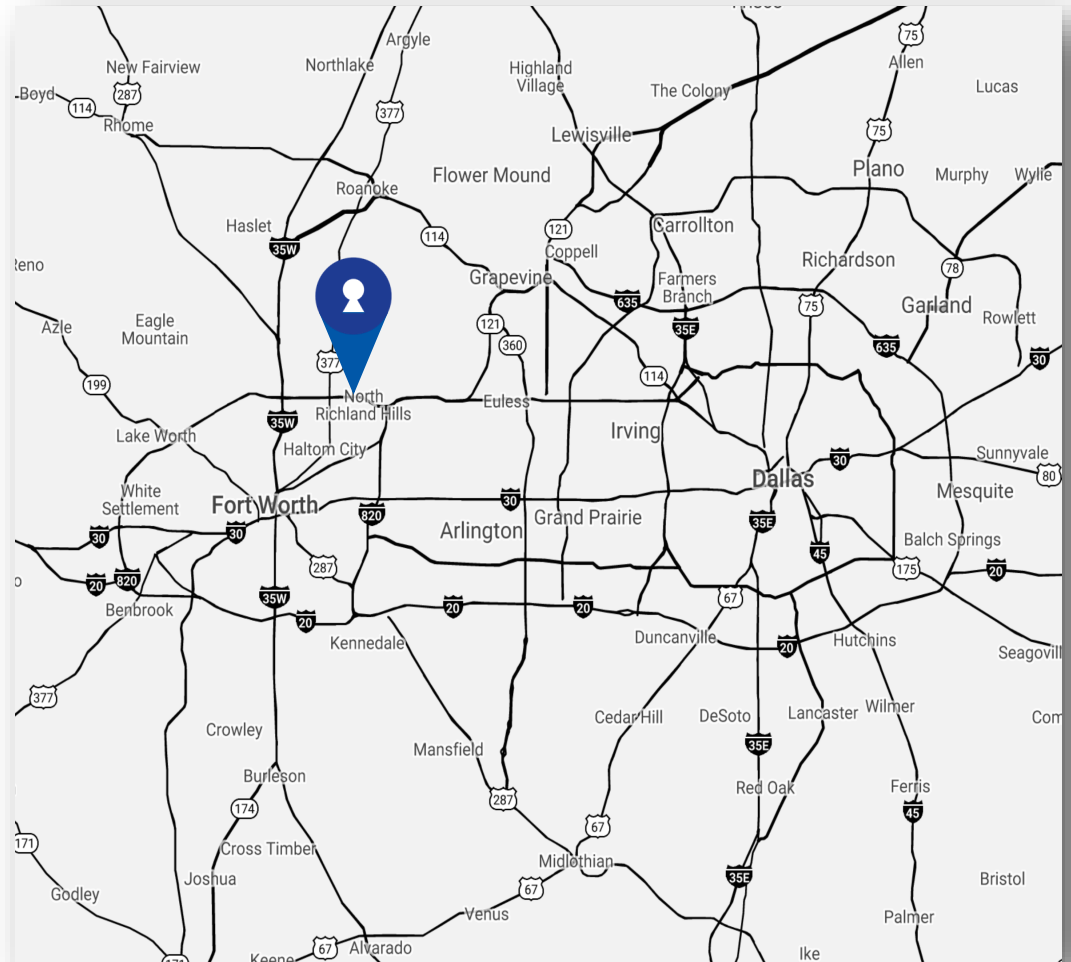 Argyle
75
New Fairview
Northlake
Highland
Village
Allen
Boyd
287
114
377
The Colony
Lucas
Rhome
Lewisville
75
Roanoke
Flower Mound
Plano
Murphy
Wylie
Haslet
35W
114
121
Carrollton
Coppell
Richardson
78
Grapevine
Farmers
Branch
635
75
Garland
Rowlett
Azle
Eagle
Mountain
121
360
35E
635
30
377
199
114
North
Richland Hills
Euless
35W
Lake Worth
Haltom City
Irving
30
Sunnyvale
80
White
Settlement
Fort Worth
30
Dallas
Mesquite
820
Arlington
Grand Prairie
35E
30
30
45
Balch Springs
287
175
20
20
820
Benbrook
35W
20
20
20
67
Kennedale
Duncanville
20
Hutchins
377
Crowley
Mansfield
Cedar Hill
DeSoto
Lancaster
Wilmer
35E
Burleson
287
Red Oak
Ferris
174
67
45
171
Cross Timber
Midlothian
Joshua
35E
Godley
67
Bristol
Venus
Palmer
67
Alvarado
Keene
Ike